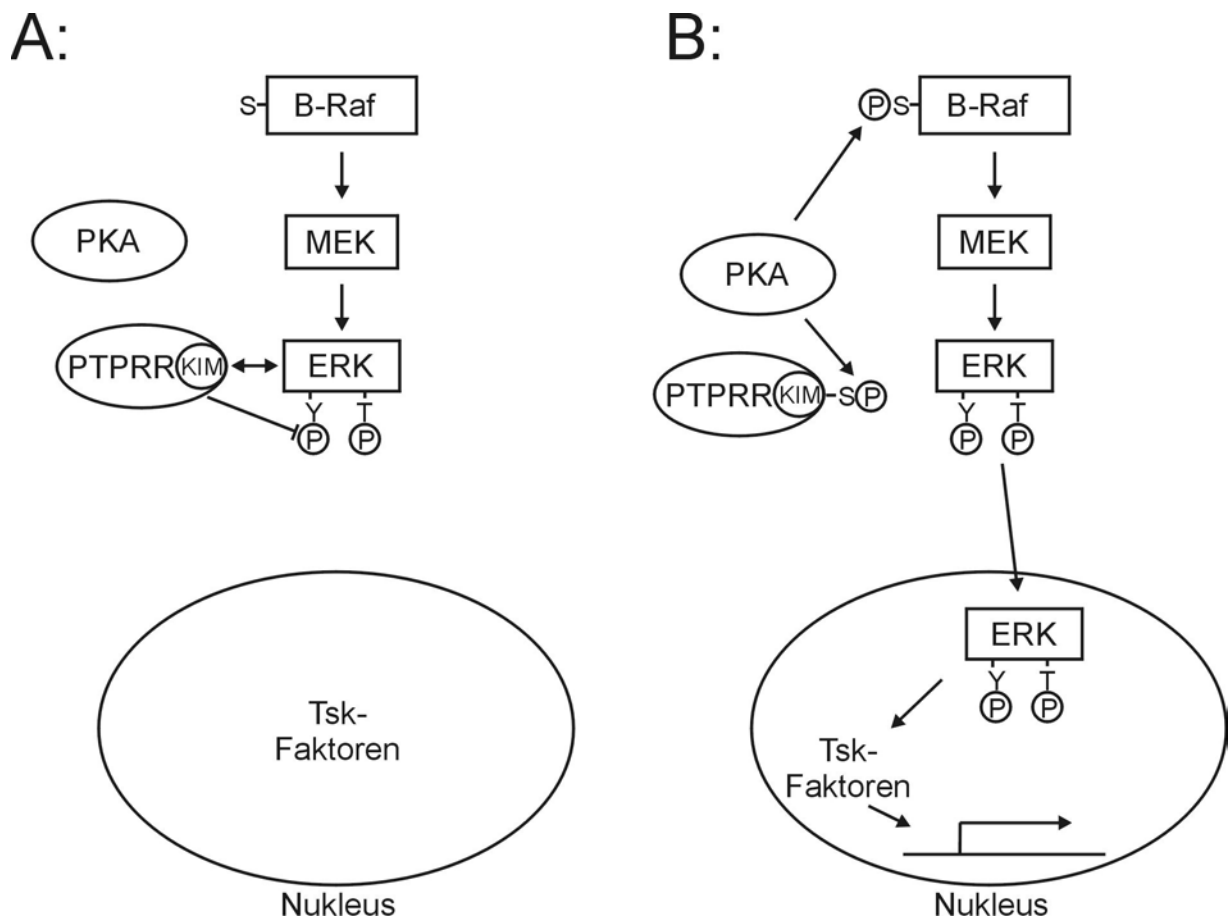 A:
S
B-Raf
PKA
MEK
PTPRR
KIM
ERK
Y
T
P
P
Tsk-
Faktoren
Nukleus
B:
P
S
B-Raf
PKA
MEK
PTPRR
KIM
S
P
ERK
Y
T
P
P
ERK
Y
T
P
P
Tsk-
Faktoren
Nukleus